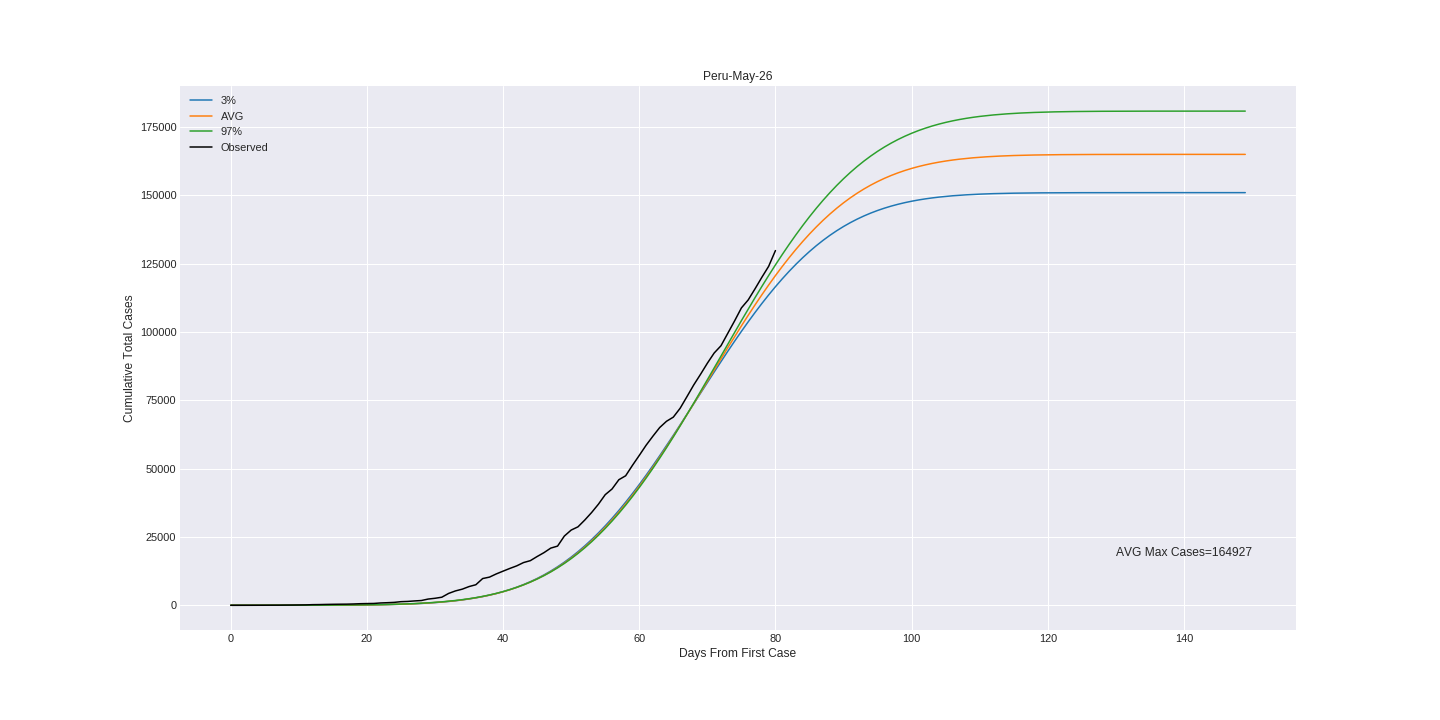 Peru-May-26
3%
AVG
97%
Observed
175000
150000
125000
100000
75000
50000
25000
0
Cumulative Total Cases
AVG Max Cases=164927
0 20 40 60 80 100 120 140
Days From First Case